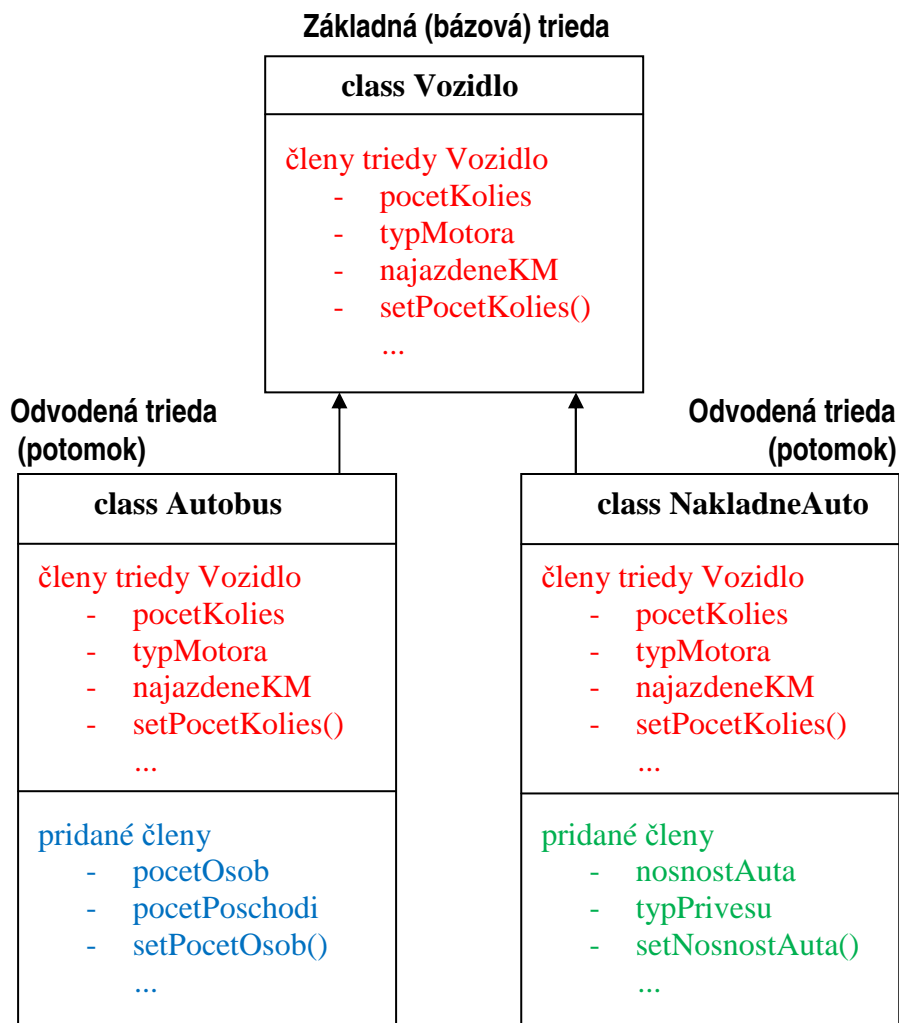 Základná (bázová) trieda
class Vozidlo
členy triedy Vozidlo
- pocetKolies
- typMotora
- najazdeneKM
- setPocetKolies()
...
Odvodená trieda
(potomok)
class Autobus
členy triedy Vozidlo
- pocetKolies
- typMotora
- najazdeneKM
- setPocetKolies()
...
pridané členy
- pocetOsob
- pocetPoschodi
- setPocetOsob()
...
Odvodená trieda
(potomok)
class NakladneAuto
členy triedy Vozidlo
- pocetKolies
- typMotora
- najazdeneKM
- setPocetKolies()
...
pridané členy
- nosnostAuta
- typPrivesu
- setNosnostAuta()
...